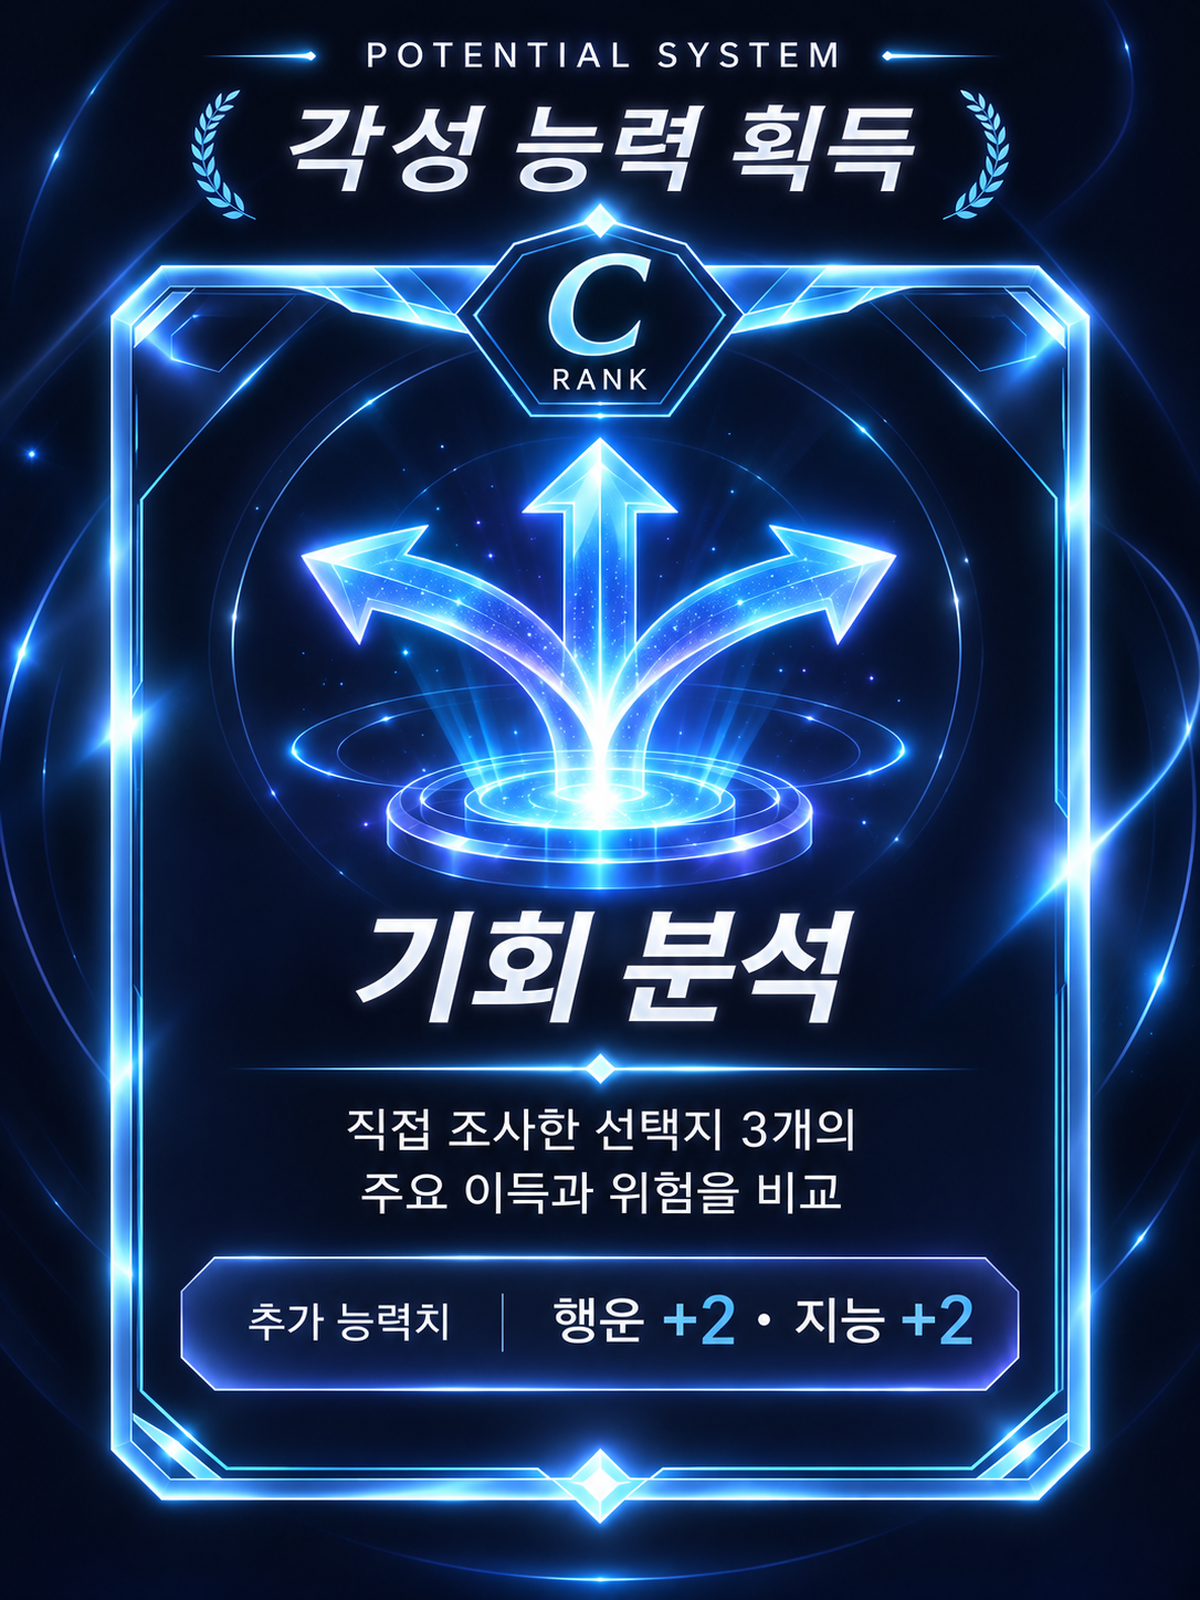 POTENTIAL SYSTEM
각성 능력 획득
C
RANK
기회 분석
직접 조사한 선택지 3개의
주요 이득과 위험을 비교
추가 능력치 | 행운 +2 • 지능 +2